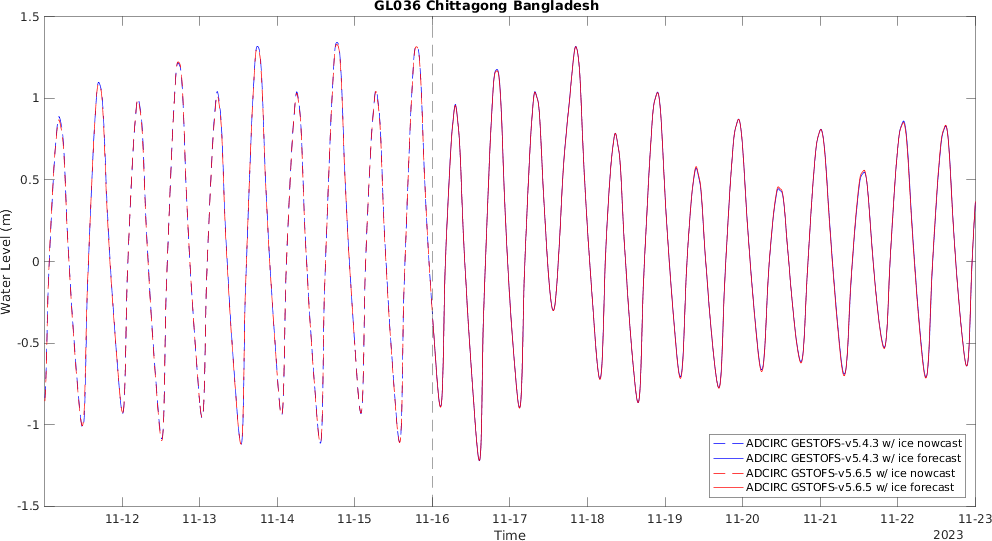 GL036 Chittagong Bangladesh
1.5
1
0.5
0
-0.5
-1
-1.5
Water Level (m)
ADCIRC GESTOFS-v5.4.3 w/ ice nowcast
ADCIRC GESTOFS-v5.4.3 w/ ice forecast
ADCIRC GSTOFS-v5.6.5 w/ ice nowcast
ADCIRC GSTOFS-v5.6.5 w/ ice forecast
11-12 11-13 11-14 11-15 11-16 11-17 11-18 11-19 11-20 11-21 11-22 11-23
Time
2023